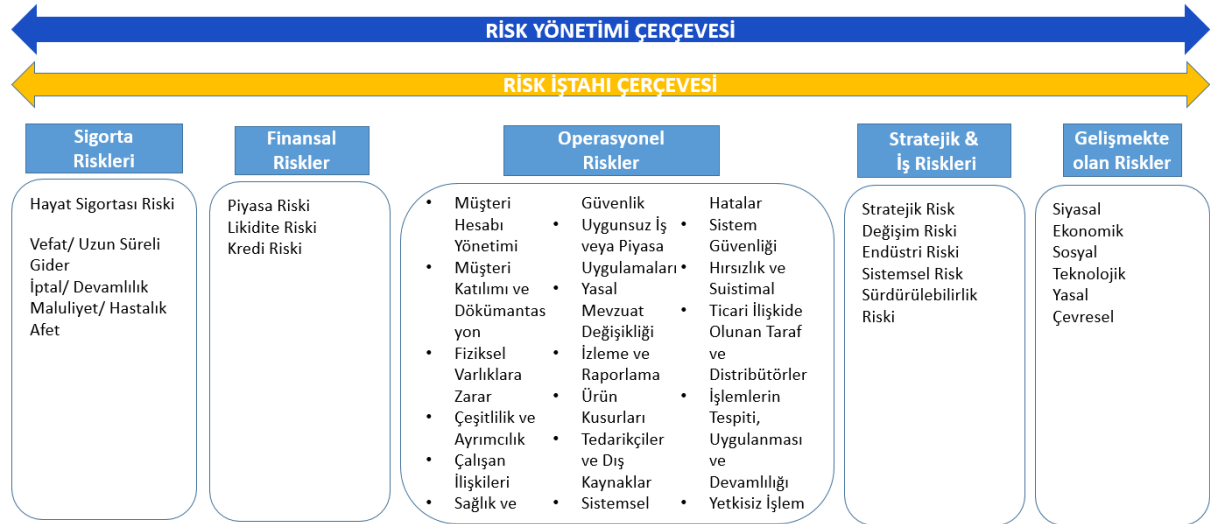 RİSK YÖNETİMİ ÇERÇEVESİ
RİSK İŞTAHI ÇERÇEVESİ
Sigorta
Riskleri
Hayat Sigortası Riski
Vefat/ Uzun Süreli
Gider
İptal/ Devamlılık
Maluliyet/ Hastalık
Afet
Finansal
Riskler
Piyasa Riski
Likidite Riski
Kredi Riski
Operasyonel
Riskler
• Müşteri
Hesabı
Yönetimi
• Müşteri
Katılımı ve
Dökümantas
yon
• Fiziksel
Varlıklara
Zarar
• Çeşitlilik ve
Ayrımcılık
• Çalışan
İlişkileri
• Sağlık ve
Güvenlik
• Uygunsuz İş
veya Piyasa
Uygulamaları
• Yasal
Mevzuat
Değişikliği
• İzleme ve
Raporlama
• Ürün
Kusurları
• Tedarikçiler
ve Dış
Kaynaklar
• Sistemsel
Hatalar
• Sistem
Güvenliği
• Hırsızlık ve
Suistimal
• Ticari İlişkide
Olunan Taraf
ve
Distribütörler
• İşlemlerin
Tespiti,
Uygulanması
ve
Devamlılığı
• Yetkisiz İşlem
Stratejik &
İş Riskleri
Stratejik Risk
Değişim Riski
Endüstri Riski
Sistemsel Risk
Sürdürülebilirlik
Riski
Gelişmekte
olan Riskler
Siyasal
Ekonomik
Sosyal
Teknolojik
Yasal
Çevresel